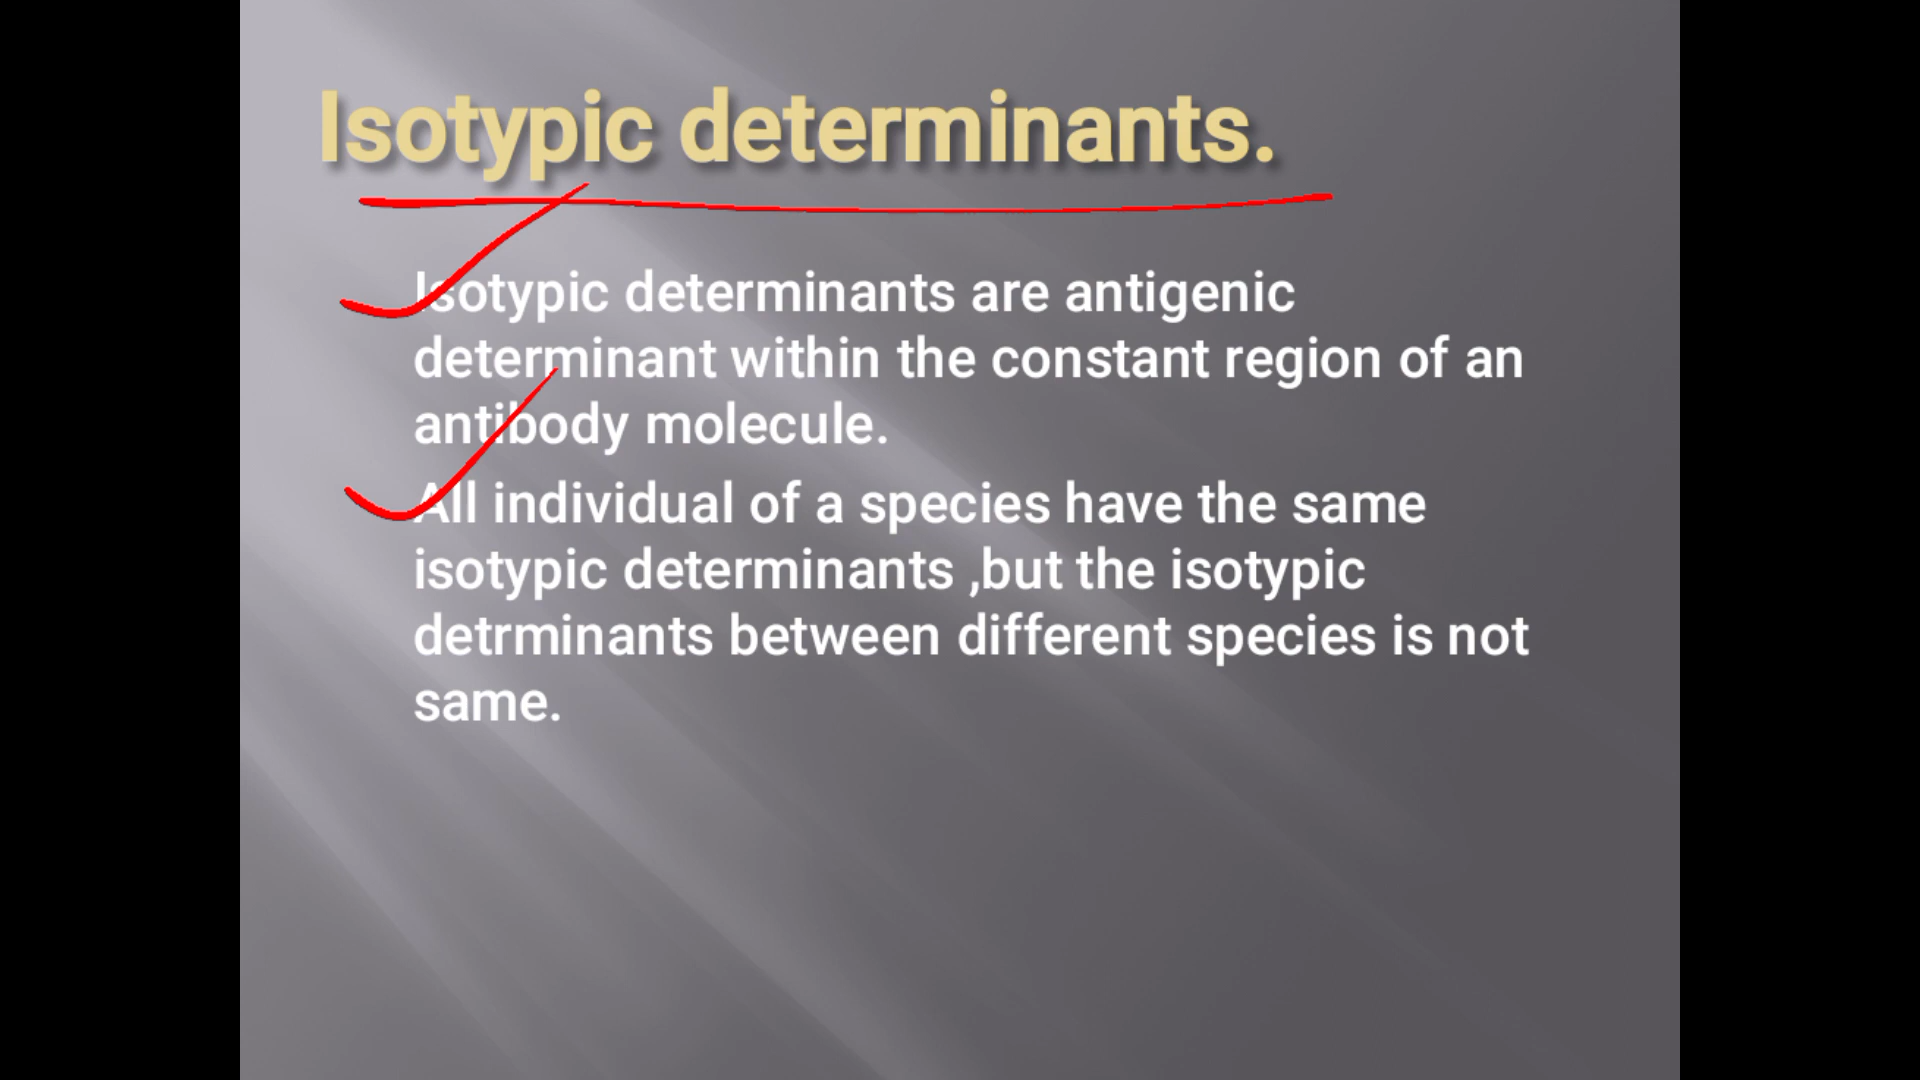 Isotypic determinants.
Isotypic determinants are antigenic
determinant within the constant region of an
antibody molecule.
All individual of a species have the same
isotypic determinants ,but the isotypic
detrminants between different species is not
same.